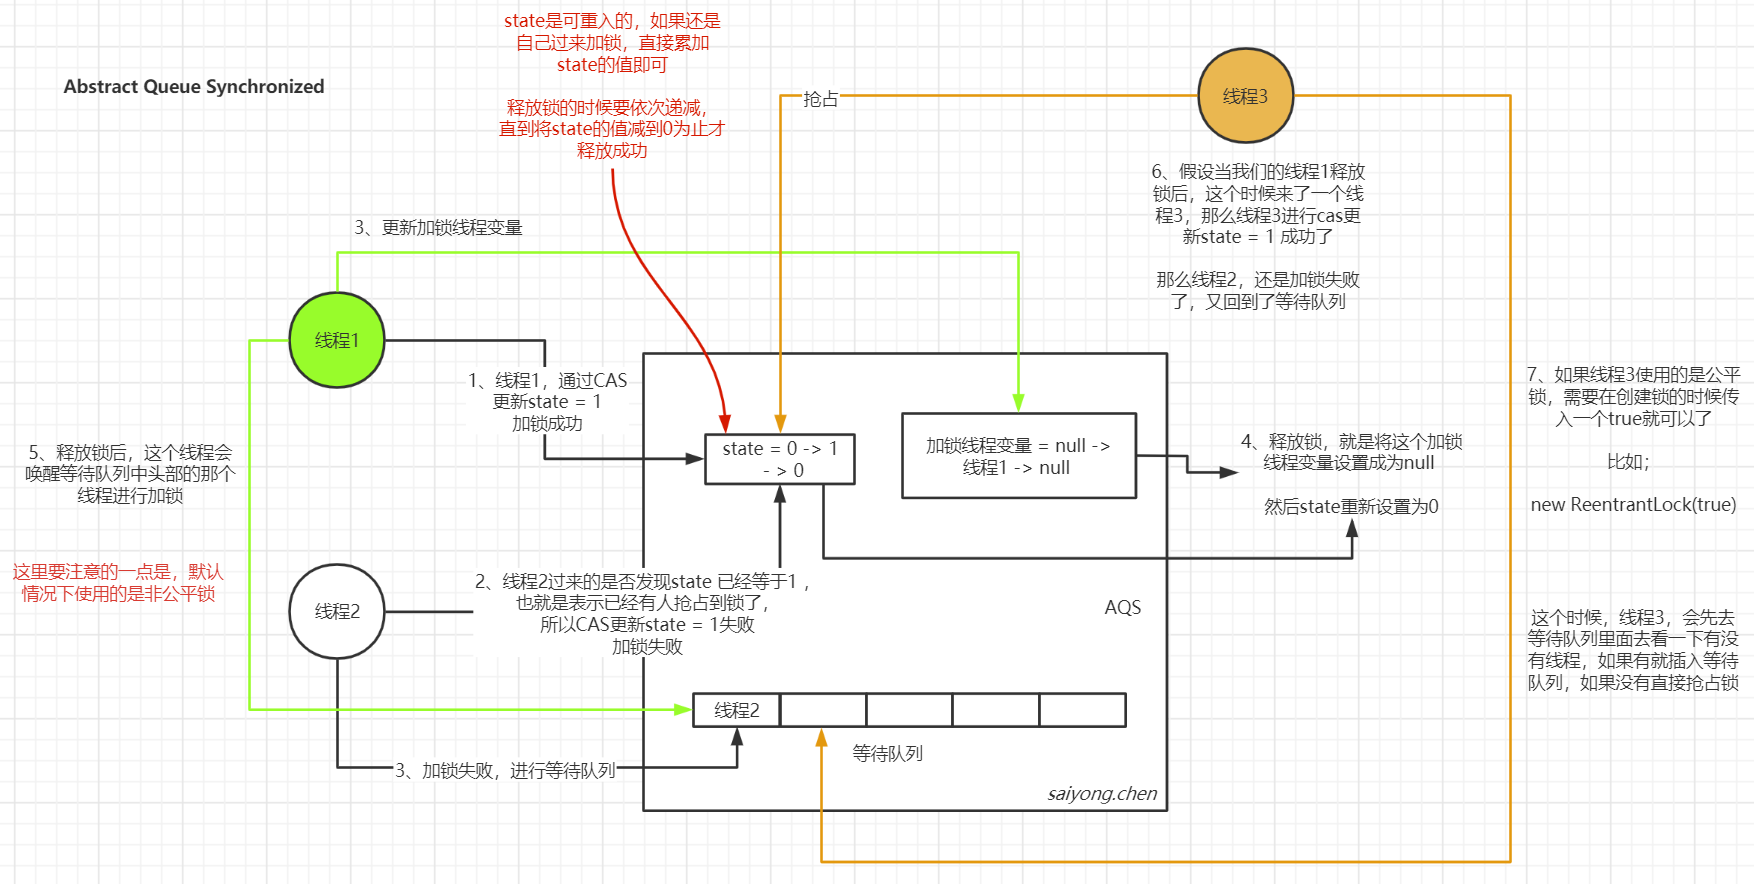 Abstract Queue Synchronized
state是可重入的，如果还是
自己过来加锁，直接累加
state的值即可
释放锁的时候要依次递减，
直到将state的值减到0为止才
释放成功
抢占
线程3
6、假设当我们的线程1释放
锁后，这个时候来了一个线
程3，那么线程3进行cas更
新state = 1 成功了
那么线程2，还是加锁失败
了，又回到了等待队列
3、更新加锁线程变量
线程1
1、线程1，通过CAS
更新state = 1
加锁成功
state = 0 -> 1
-> 0
加锁线程变量 = null ->
线程1 -> null
4、释放锁，就是将这个加锁
线程变量设置成为null
然后state重新设置为0
7、如果线程3使用的是公平
锁，需要在创建锁的时候传
入一个true就可以了
比如；
new ReentrantLock(true)
5、释放锁后，这个线程会
唤醒等待队列中头部的那个
线程进行加锁
这里要注意的一点是，默认
情况下使用的是非公平锁
线程2
2、线程2过来的是否发现state 已经等于1，
也就是表示已经有人抢占到锁了，
所以CAS更新state = 1失败
加锁失败
AQS
这个时候，线程3，会先去
等待队列里面去看一下有没
有线程，如果有就插入等待
队列，如果没有直接抢占锁
线程2
等待队列
3、加锁失败，进行等待队列
saiyong.chen